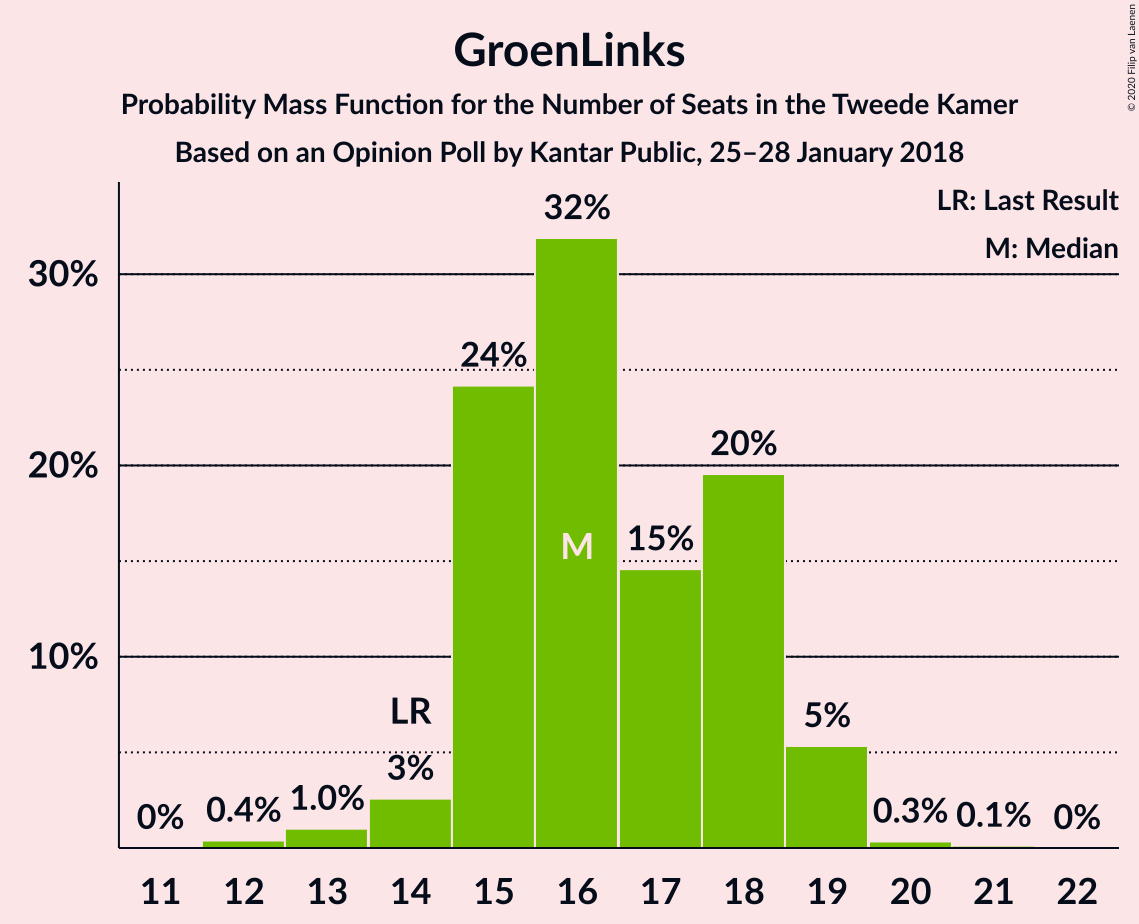 GroenLinks
Probability Mass Function for the Number of Seats in the Tweede Kamer
Based on an Opinion Poll by Kantar Public, 25–28 January 2018
© 2020 Filip van Laenen
LR: Last Result
M: Median
30%
20%
10%
0%
0.4%
1.0%
LR
3%
24%
32%
M
15%
20%
5%
0.3%
0.1%
0%
11 12 13 14 15 16 17 18 19 20 21 22